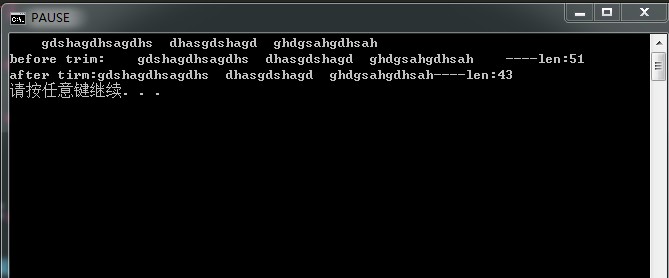 PAUSE
    gdshagdhsagdhs  dhasgdshagd  ghdgsahgdhsah
before trim:    gdshagdhsagdhs  dhasgdshagd  ghdgsahgdhsah    ----len:51
after tirm:gdshagdhsagdhs  dhasgdshagd  ghdgsahgdhsah----len:43
请按任意键继续. . .